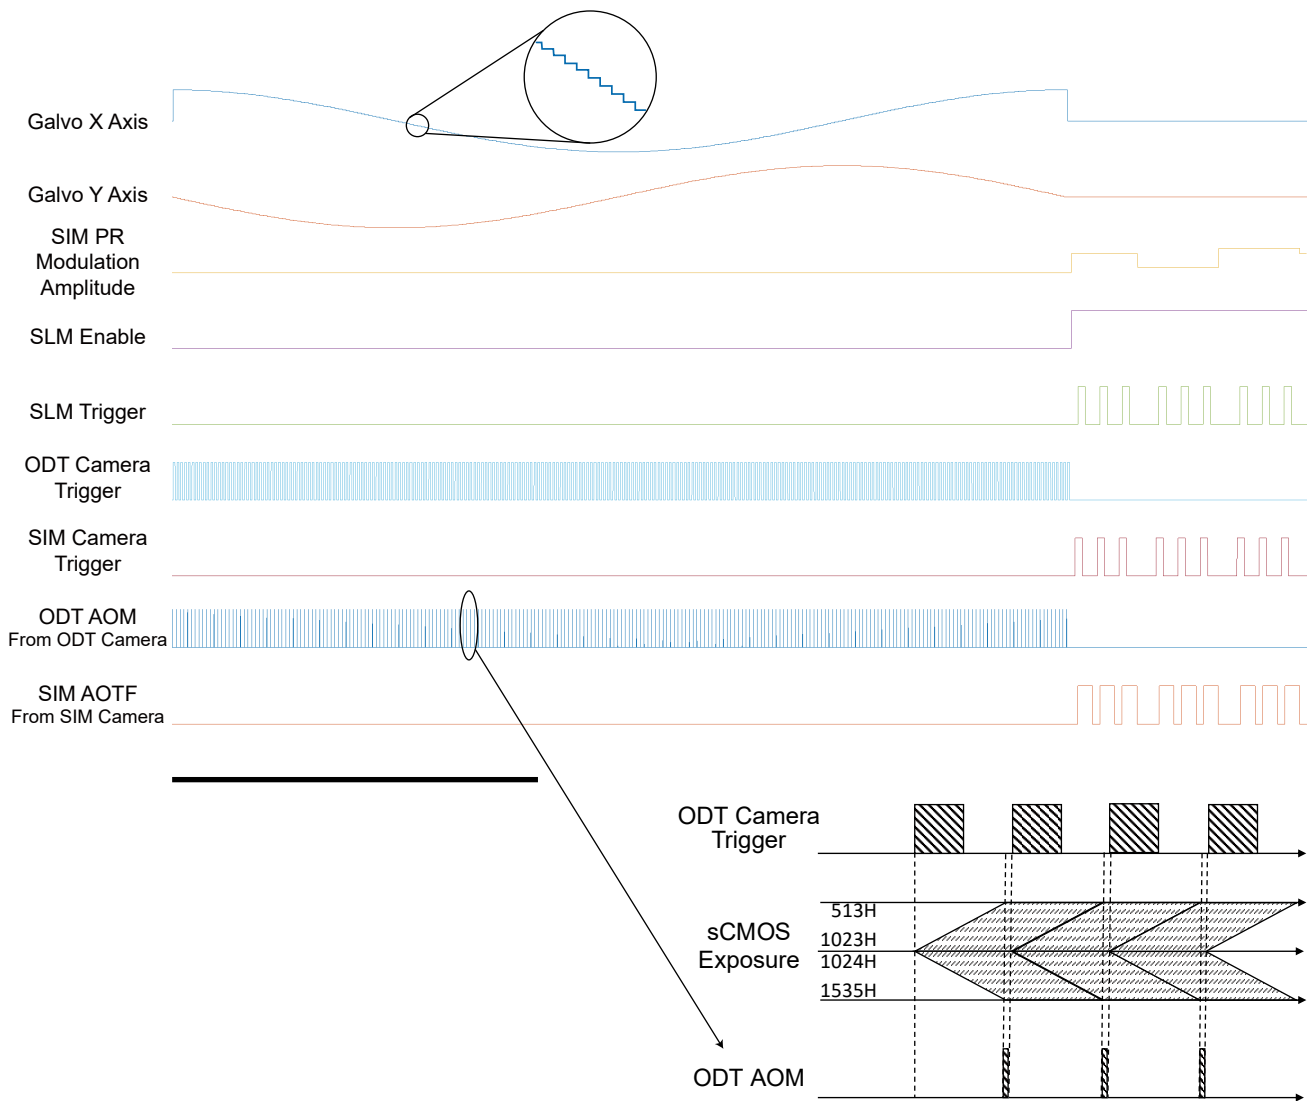 Galvo X Axis
Galvo Y Axis
SIM PR
Modulation
Amplitude
SLM Enable
SLM Trigger
ODT Camera
Trigger
SIM Camera
Trigger
ODT AOM
From ODT Camera
SIM AOTF
From SIM Camera
ODT Camera
Trigger
sCMOS
Exposure
513H
1023H
1024H
1535H
ODT AOM